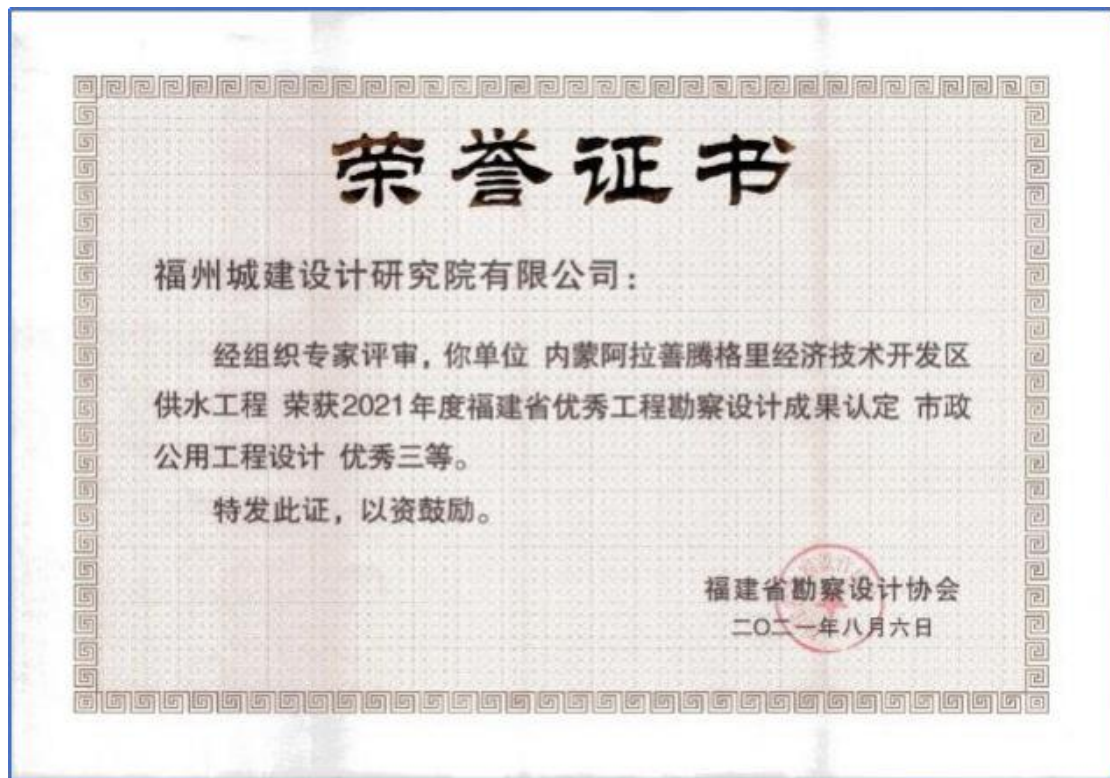 荣誉证书
福州城建设计研究院有限公司：
经组织专家评审，你单位 内蒙阿拉善腾格里经济技术开发区
供水工程 荣获2021年度福建省优秀工程勘察设计成果认定 市政
公用工程设计 优秀三等。
特发此证，以资鼓励。
福建省勘察设计协会
二〇二一年八月六日